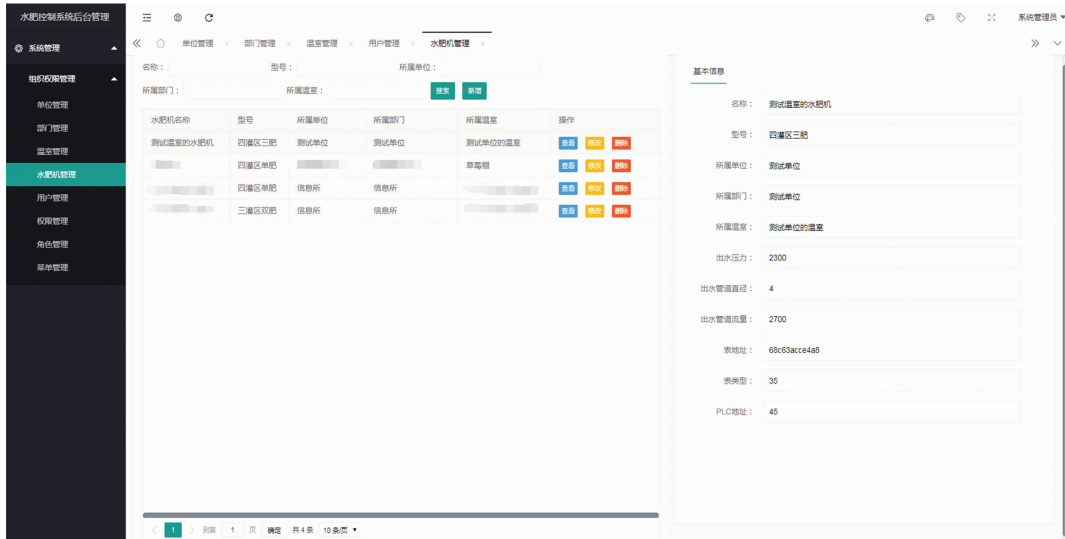 水肥控制系统后台管理
系统管理员
系统管理
组织权限管理
单位管理
部门管理
温室管理
水肥机管理
用户管理
权限管理
角色管理
菜单管理
单位管理 × 部门管理 × 温室管理 × 用户管理 × 水肥机管理 ×
名称： 型号： 所属单位：
所属部门： 所属温室： 搜索 新增
水肥机名称 型号 所属单位 所属部门 所属温室 操作
测试温室的水肥机 四灌区三肥 测试单位 测试单位 测试单位的温室 查看 修改 删除
四灌区单肥 草莓棚 查看 修改 删除
四灌区单肥 信息所 信息所 查看 修改 删除
三灌区双肥 信息所 信息所 查看 修改 删除
1 到第 1 页 确定 共 4 条 10 条/页
基本信息
名称： 测试温室的水肥机
型号： 四灌区三肥
所属单位： 测试单位
所属部门： 测试单位
所属温室： 测试单位的温室
出水压力： 2300
出水管道直径： 4
出水管道流量： 2700
表地址： 68c63acce4a8
表类型： 35
PLC地址： 45